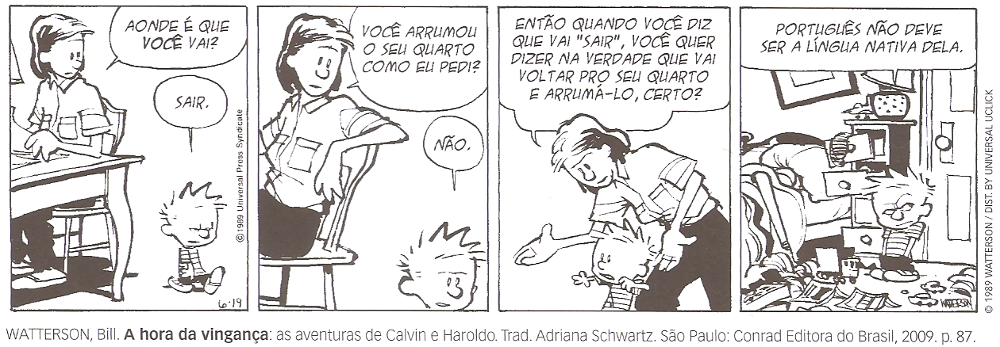 AONDE É QUE
VOCÊ VAI?
SAIR.
© 1989 Universal Press Syndicate
6·19
VOCÊ ARRUMOU
O SEU QUARTO
COMO EU PEDI?
NÃO.
ENTÃO QUANDO VOCÊ DIZ
QUE VAI "SAIR", VOCÊ QUER
DIZER NA VERDADE QUE VAI
VOLTAR PRO SEU QUARTO
E ARRUMÁ-LO, CERTO?
PORTUGUÊS NÃO DEVE
SER A LÍNGUA NATIVA DELA.
WATTERSON
© 1989 WATTERSON / DIST. BY UNIVERSAL UCLICK
WATTERSON, Bill. A hora da vingança: as aventuras de Calvin e Haroldo. Trad. Adriana Schwartz. São Paulo: Conrad Editora do Brasil, 2009. p. 87.